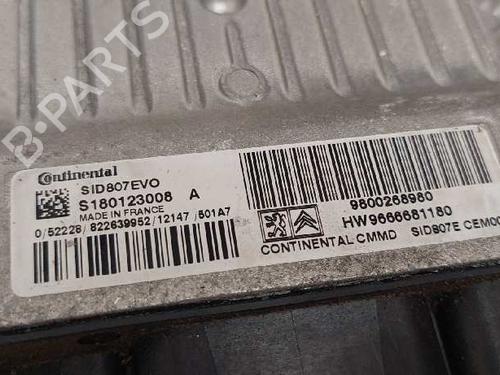 B-PARTS
Continental
SID807EVO
S180123008 A
MADE IN FRANCE
0/52228/822639952/12147/501A7
9800268980
HW9666681180
CONTINENTAL CMMD SID807E CEM00